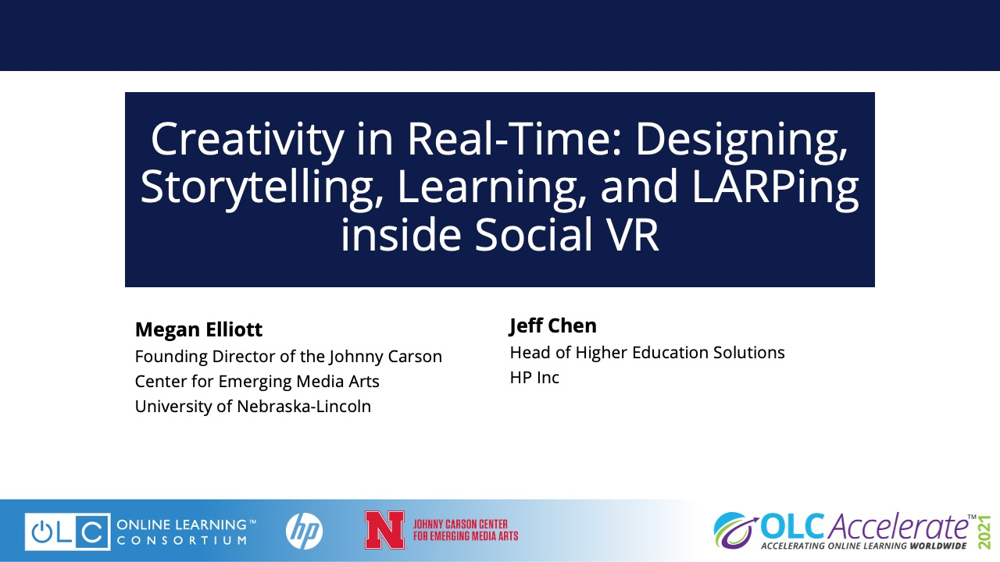 Creativity in Real-Time: Designing,
Storytelling, Learning, and LARPing
inside Social VR
Megan Elliott
Founding Director of the Johnny Carson
Center for Emerging Media Arts
University of Nebraska-Lincoln
Jeff Chen
Head of Higher Education Solutions
HP Inc
OLC
ONLINE LEARNING™
CONSORTIUM
hp
N
JOHNNY CARSON CENTER
FOR EMERGING MEDIA ARTS
OLC Accelerate™
ACCELERATING ONLINE LEARNING WORLDWIDE
2021